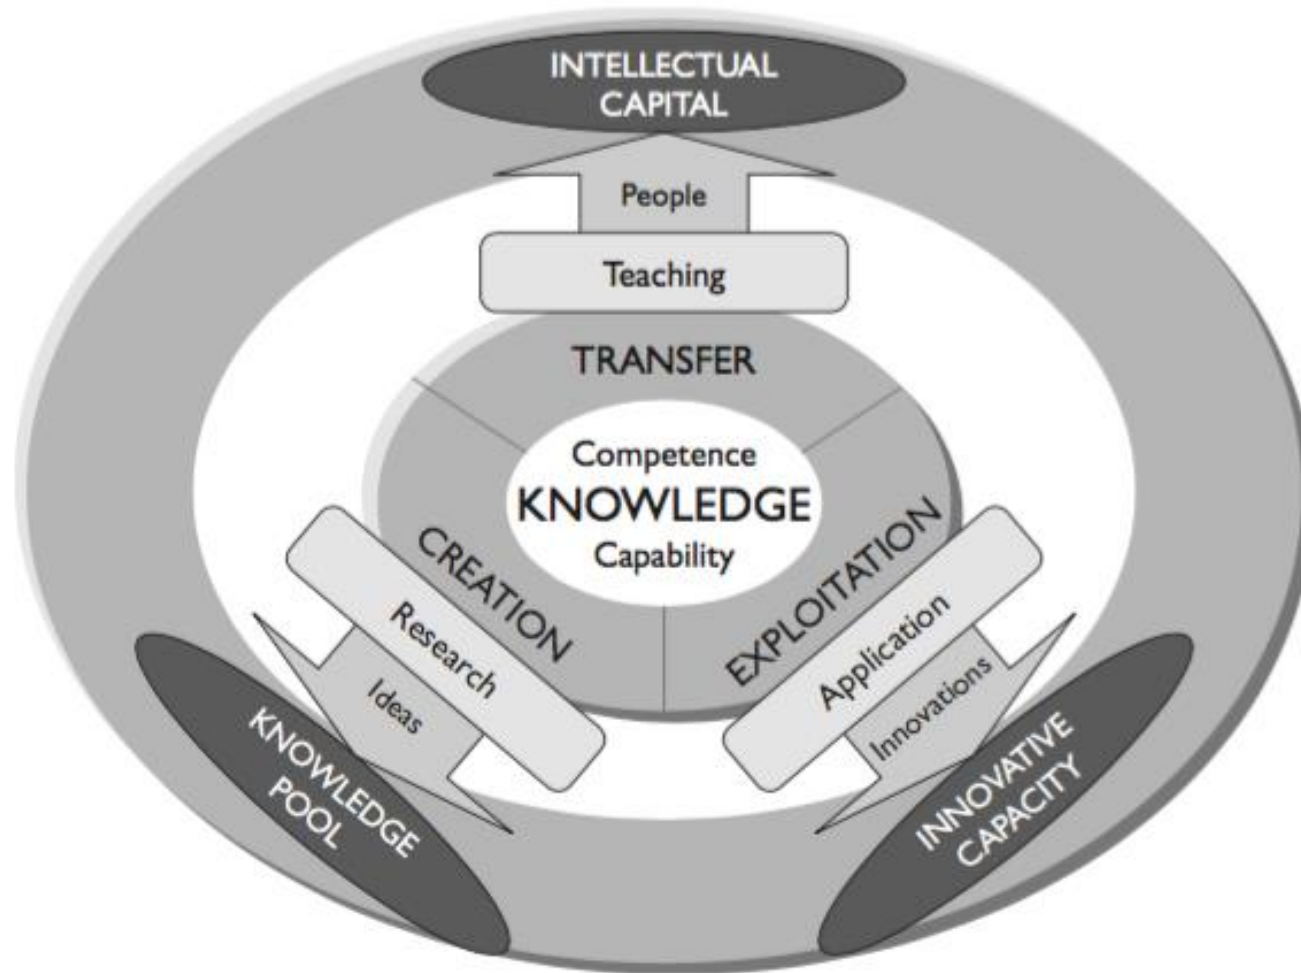 INTELLECTUAL
CAPITAL
People
Teaching
TRANSFER
Competence
KNOWLEDGE
Capability
CREATION
Research
Ideas
KNOWLEDGE
POOL
EXPLOITATION
Application
Innovations
INNOVATIVE
CAPACITY